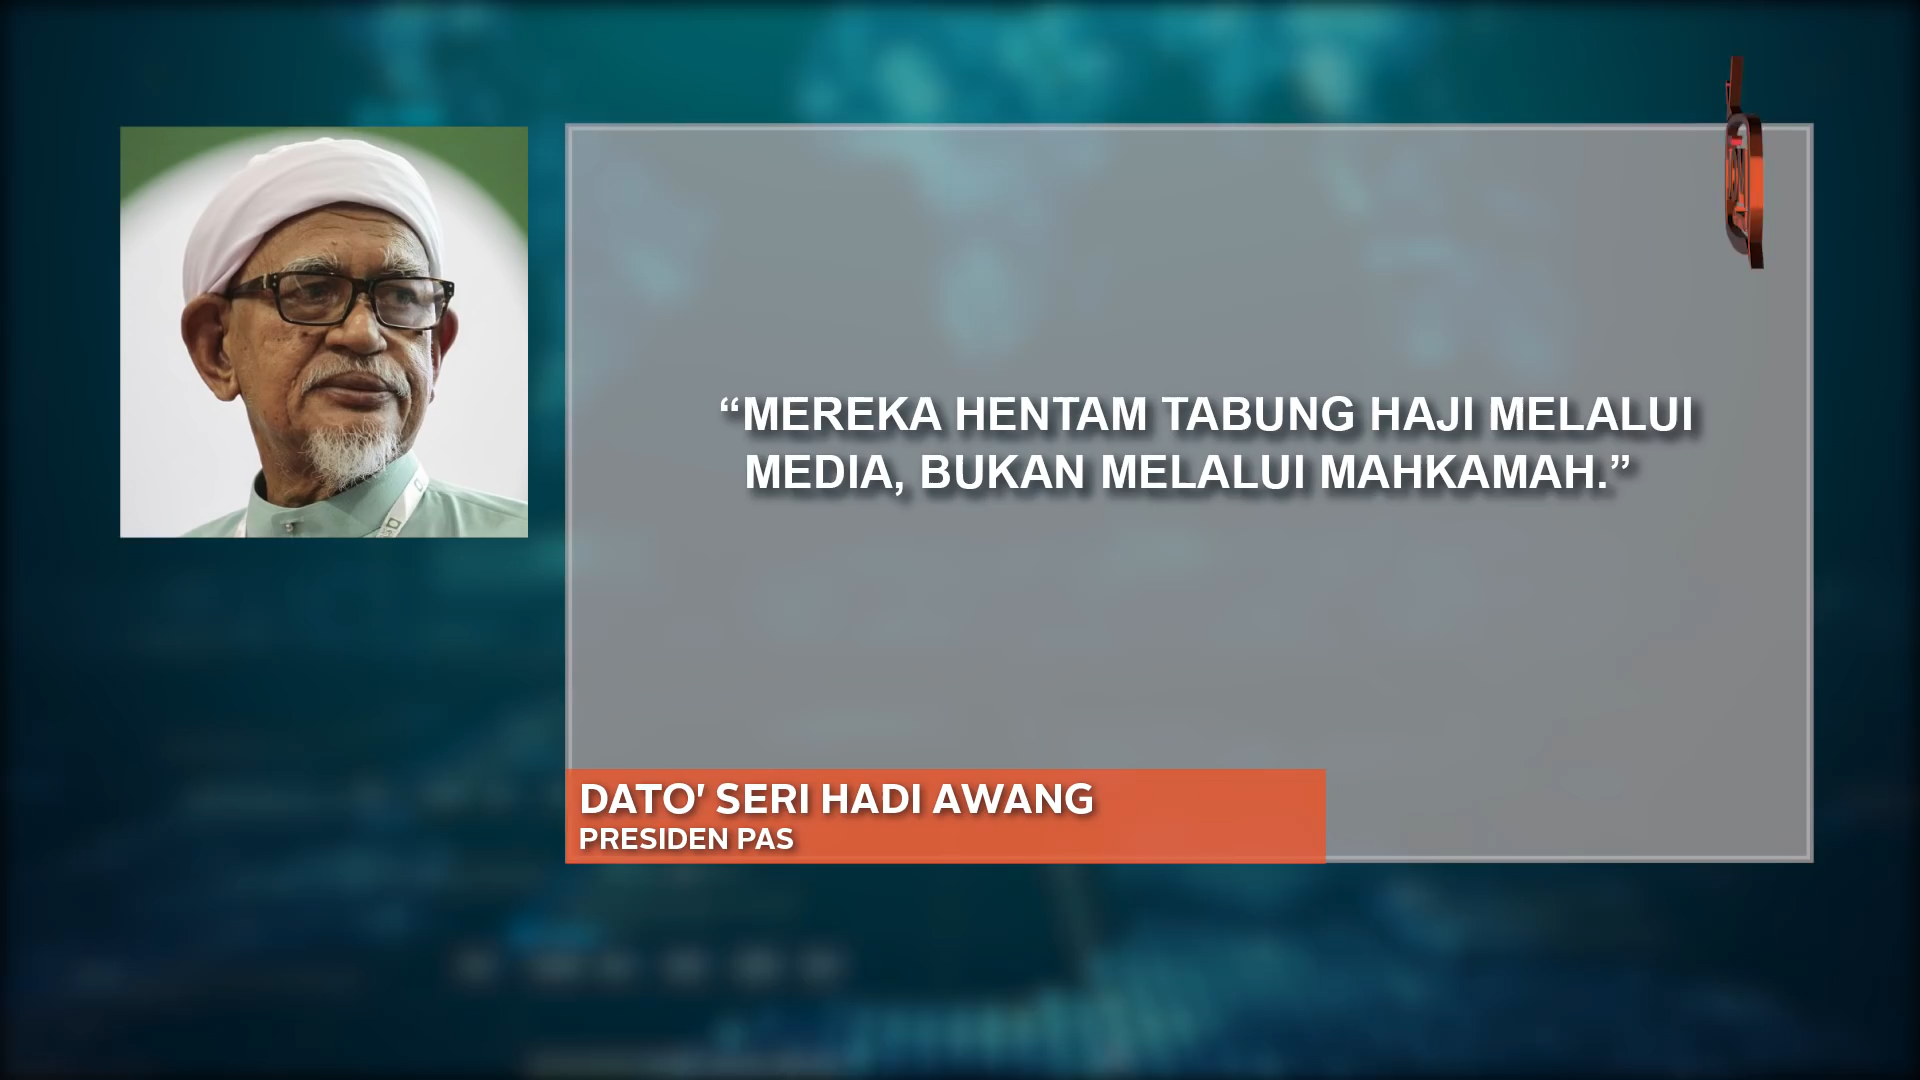 “MEREKA HENTAM TABUNG HAJI MELALUI
MEDIA, BUKAN MELALUI MAHKAMAH.”
DATO' SERI HADI AWANG
PRESIDEN PAS